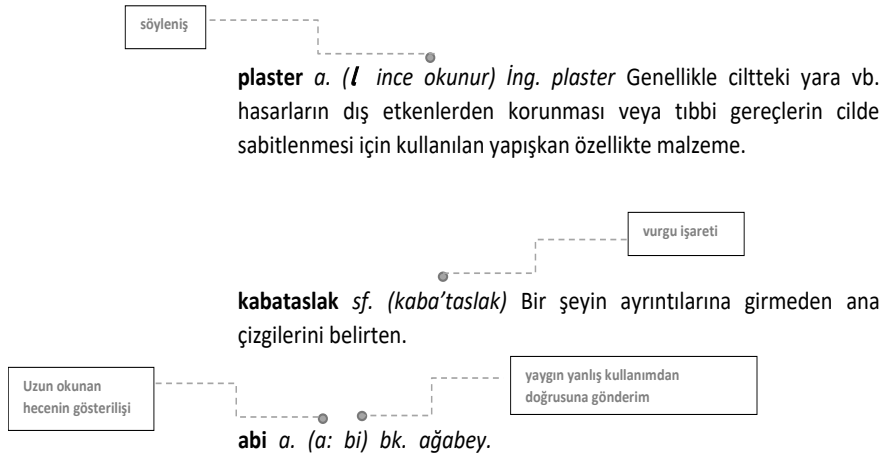 söyleniş
plaster a. (l ince okunur) İng. plaster Genellikle ciltteki yara vb.
hasarların dış etkenlerden korunması veya tıbbi gereçlerin cilde
sabitlenmesi için kullanılan yapışkan özellikte malzeme.
vurgu işareti
kabataslak sf. (kaba'taslak) Bir şeyin ayrıntılarına girmeden ana
çizgilerini belirten.
Uzun okunan
hecenin gösterilişi
yaygın yanlış kullanımdan
doğrusuna gönderim
abi a. (a: bi) bk. ağabey.